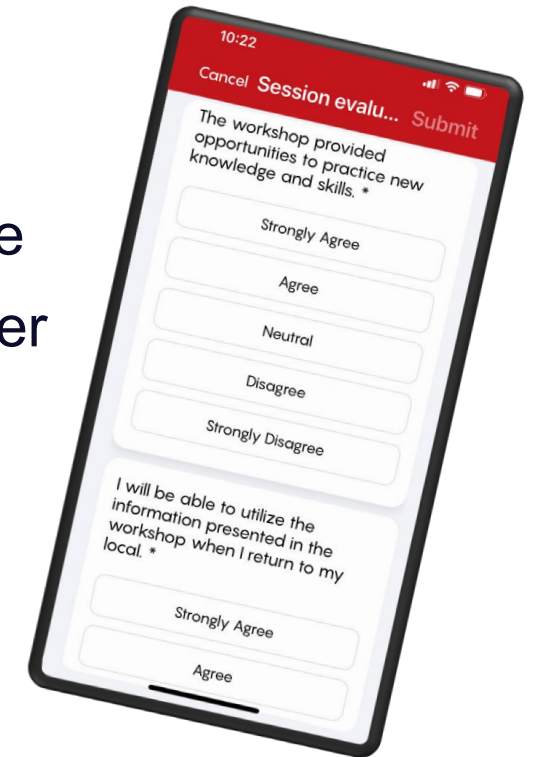 e
er
10:22
Cancel Session evalu... Submit
The workshop provided
opportunities to practice new
knowledge and skills. *
Strongly Agree
Agree
Neutral
Disagree
Strongly Disagree
I will be able to utilize the
information presented in the
workshop when I return to my
local. *
Strongly Agree
Agree